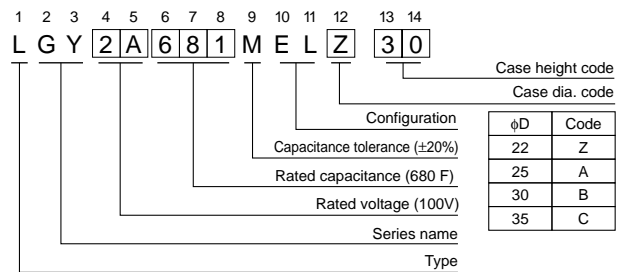 1 2 3 4 5 6 7 8 9 10 11 12 13 14
L G Y 2 A 6 8 1 M E L Z 3 0
Case height code
Case dia. code
Configuration
Capacitance tolerance (±20%)
Rated capacitance (680 F)
Rated voltage (100V)
Series name
Type
ϕD Code
22 Z
25 A
30 B
35 C